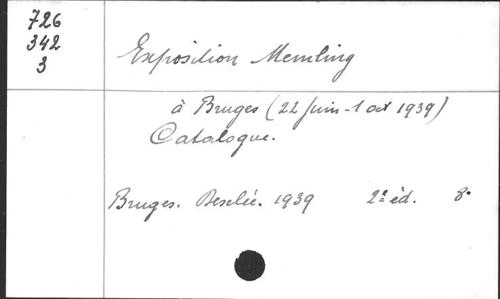 726
342
3
Exposition Memling
à Bruges (22 juin - 1 oct 1939)
Catalogue.
Bruges. Desclée. 1939 2e éd. 8°